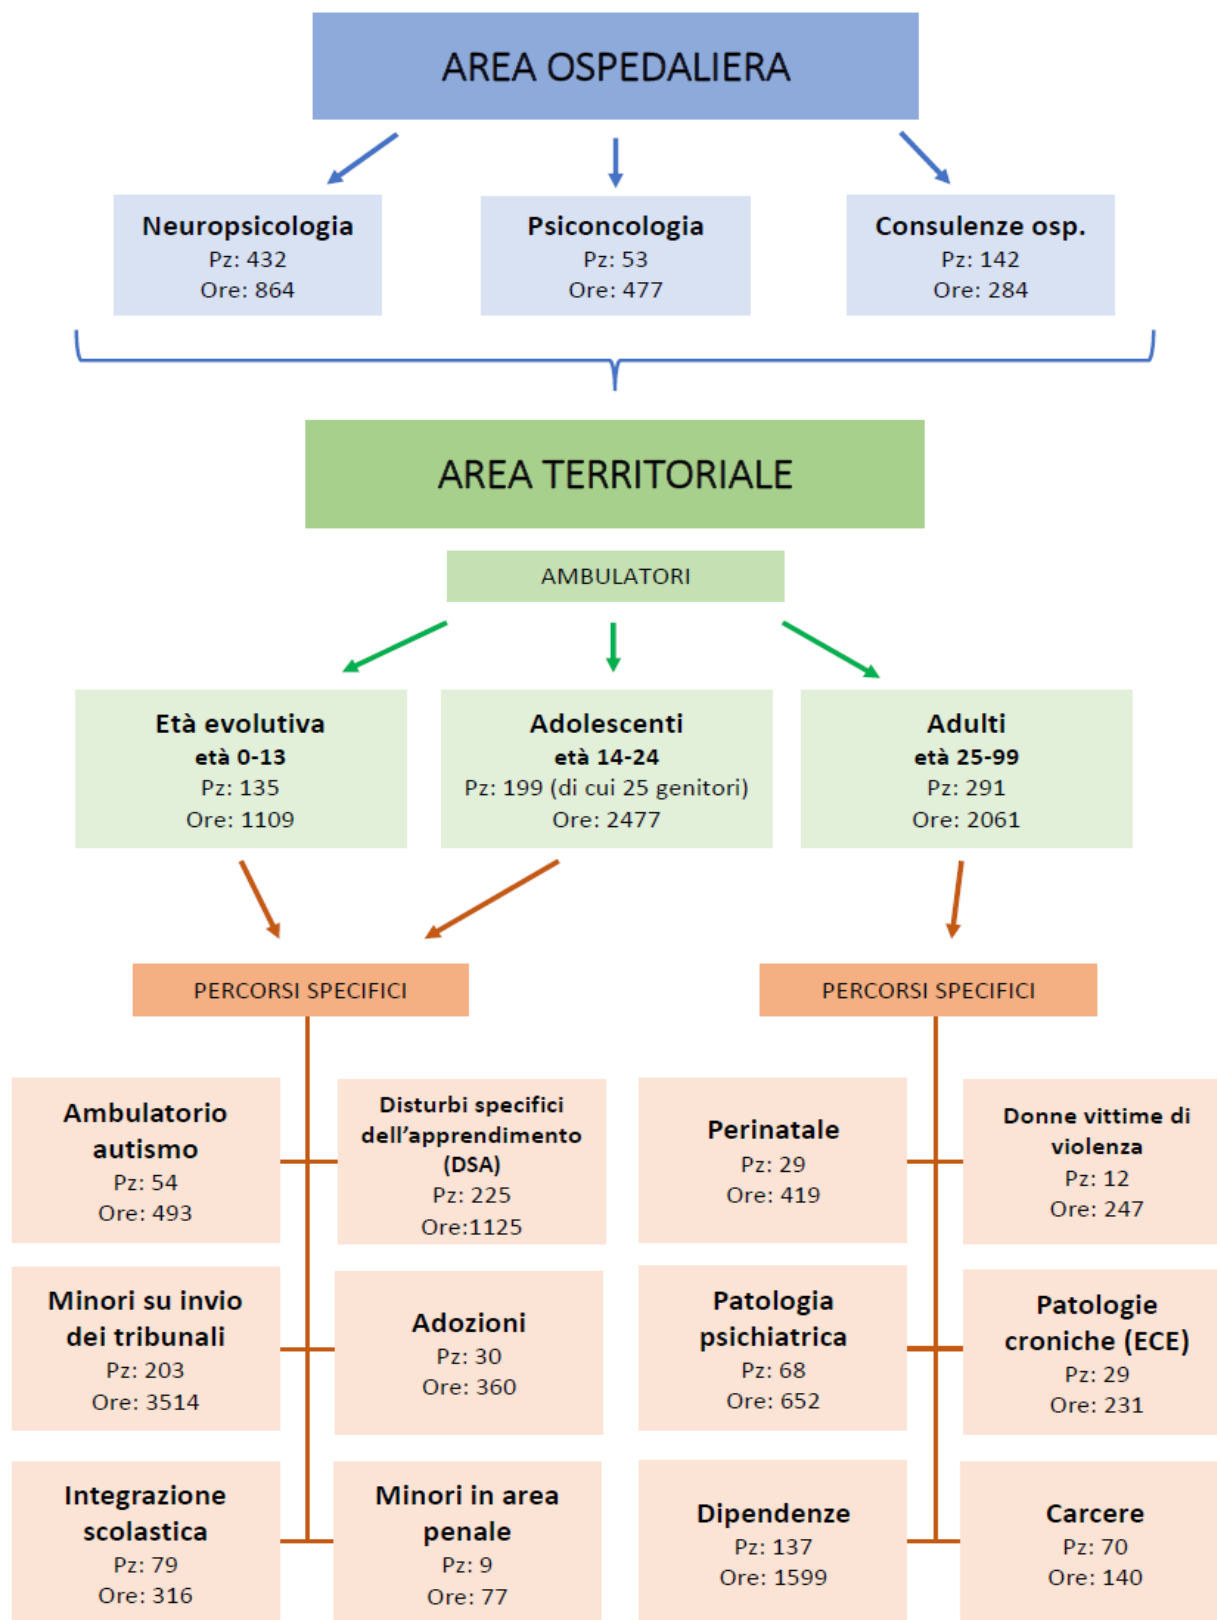 AREA OSPEDALIERA
Neuropsicologia
Pz: 432
Ore: 864
Psiconcologia
Pz: 53
Ore: 477
Consulenze osp.
Pz: 142
Ore: 284
AREA TERRITORIALE
AMBULATORI
Età evolutiva
età 0-13
Pz: 135
Ore: 1109
Adolescenti
età 14-24
Pz: 199 (di cui 25 genitori)
Ore: 2477
Adulti
età 25-99
Pz: 291
Ore: 2061
PERCORSI SPECIFICI
Ambulatorio
autismo
Pz: 54
Ore: 493
Disturbi specifici
dell’apprendimento
(DSA)
Pz: 225
Ore:1125
Minori su invio
dei tribunali
Pz: 203
Ore: 3514
Adozioni
Pz: 30
Ore: 360
Integrazione
scolastica
Pz: 79
Ore: 316
Minori in area
penale
Pz: 9
Ore: 77
PERCORSI SPECIFICI
Perinatale
Pz: 29
Ore: 419
Donne vittime di
violenza
Pz: 12
Ore: 247
Patologia
psichiatrica
Pz: 68
Ore: 652
Patologie
croniche (ECE)
Pz: 29
Ore: 231
Dipendenze
Pz: 137
Ore: 1599
Carcere
Pz: 70
Ore: 140